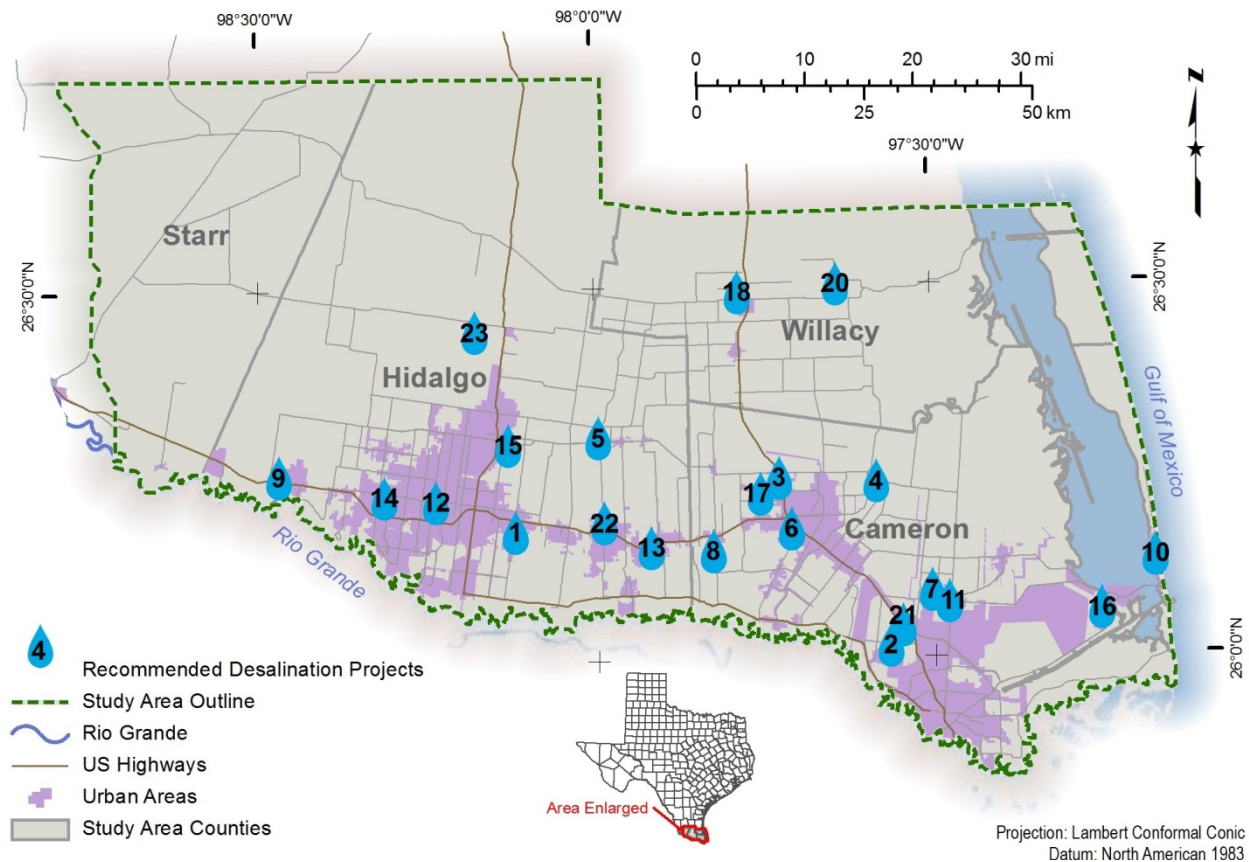 98°30'0"W
98°0'0"W
0 10 20 30 mi
0 25 50 km
N
97°30'0"W
26°30'0"N
26°30'0"N
Starr
18
20
Willacy
23
Hidalgo
Gulf of Mexico
15
5
9
14
12
3
17
4
1
22
13
8
6
Cameron
10
Rio Grande
7
11
16
21
2
26°0'0"N
4
Recommended Desalination Projects
Study Area Outline
Rio Grande
US Highways
Urban Areas
Study Area Counties
Area Enlarged
Projection: Lambert Conformal Conic
Datum: North American 1983